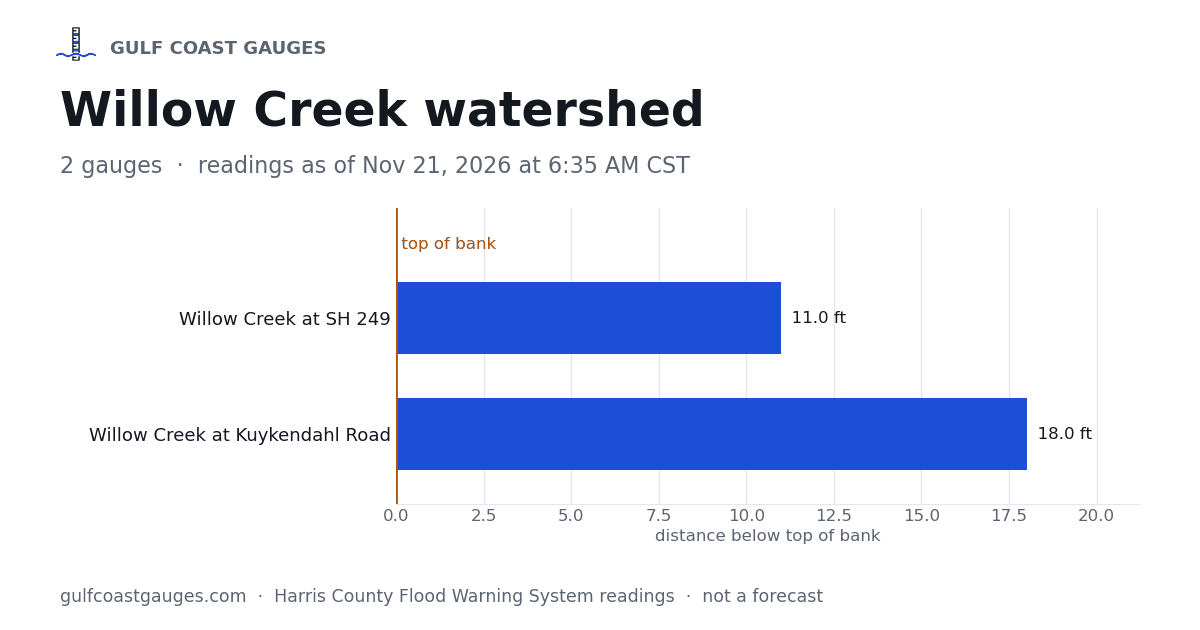 GULF COAST GAUGES
Willow Creek watershed
2 gauges · readings as of Nov 21, 2026 at 6:35 AM CST
top of bank
Willow Creek at SH 249
11.0 ft
Willow Creek at Kuykendahl Road
18.0 ft
0.0 2.5 5.0 7.5 10.0 12.5 15.0 17.5 20.0
distance below top of bank
gulfcoastgauges.com · Harris County Flood Warning System readings · not a forecast